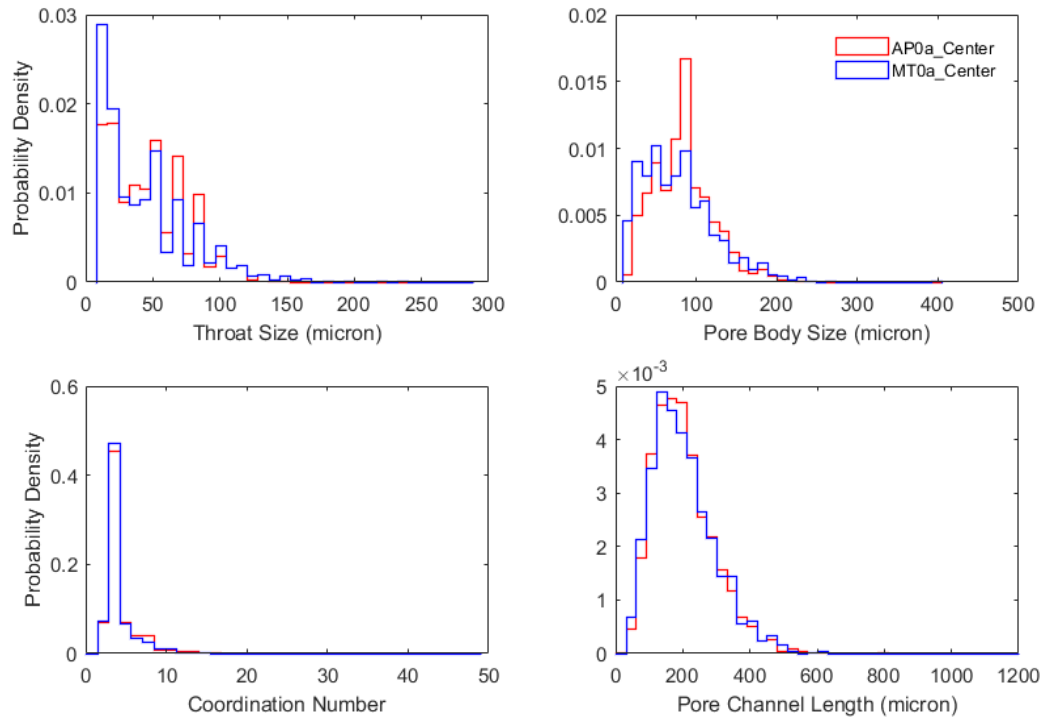 0.03
0.02
0.01
0
Probability Density
0 50 100 150 200 250 300
Throat Size (micron)
0.02
0.015
0.01
0.005
0
AP0a_Center
MT0a_Center
0 100 200 300 400 500
Pore Body Size (micron)
0.6
0.4
0.2
0
Probability Density
0 10 20 30 40 50
Coordination Number
×10⁻³
5
4
3
2
1
0
0 200 400 600 800 1000 1200
Pore Channel Length (micron)